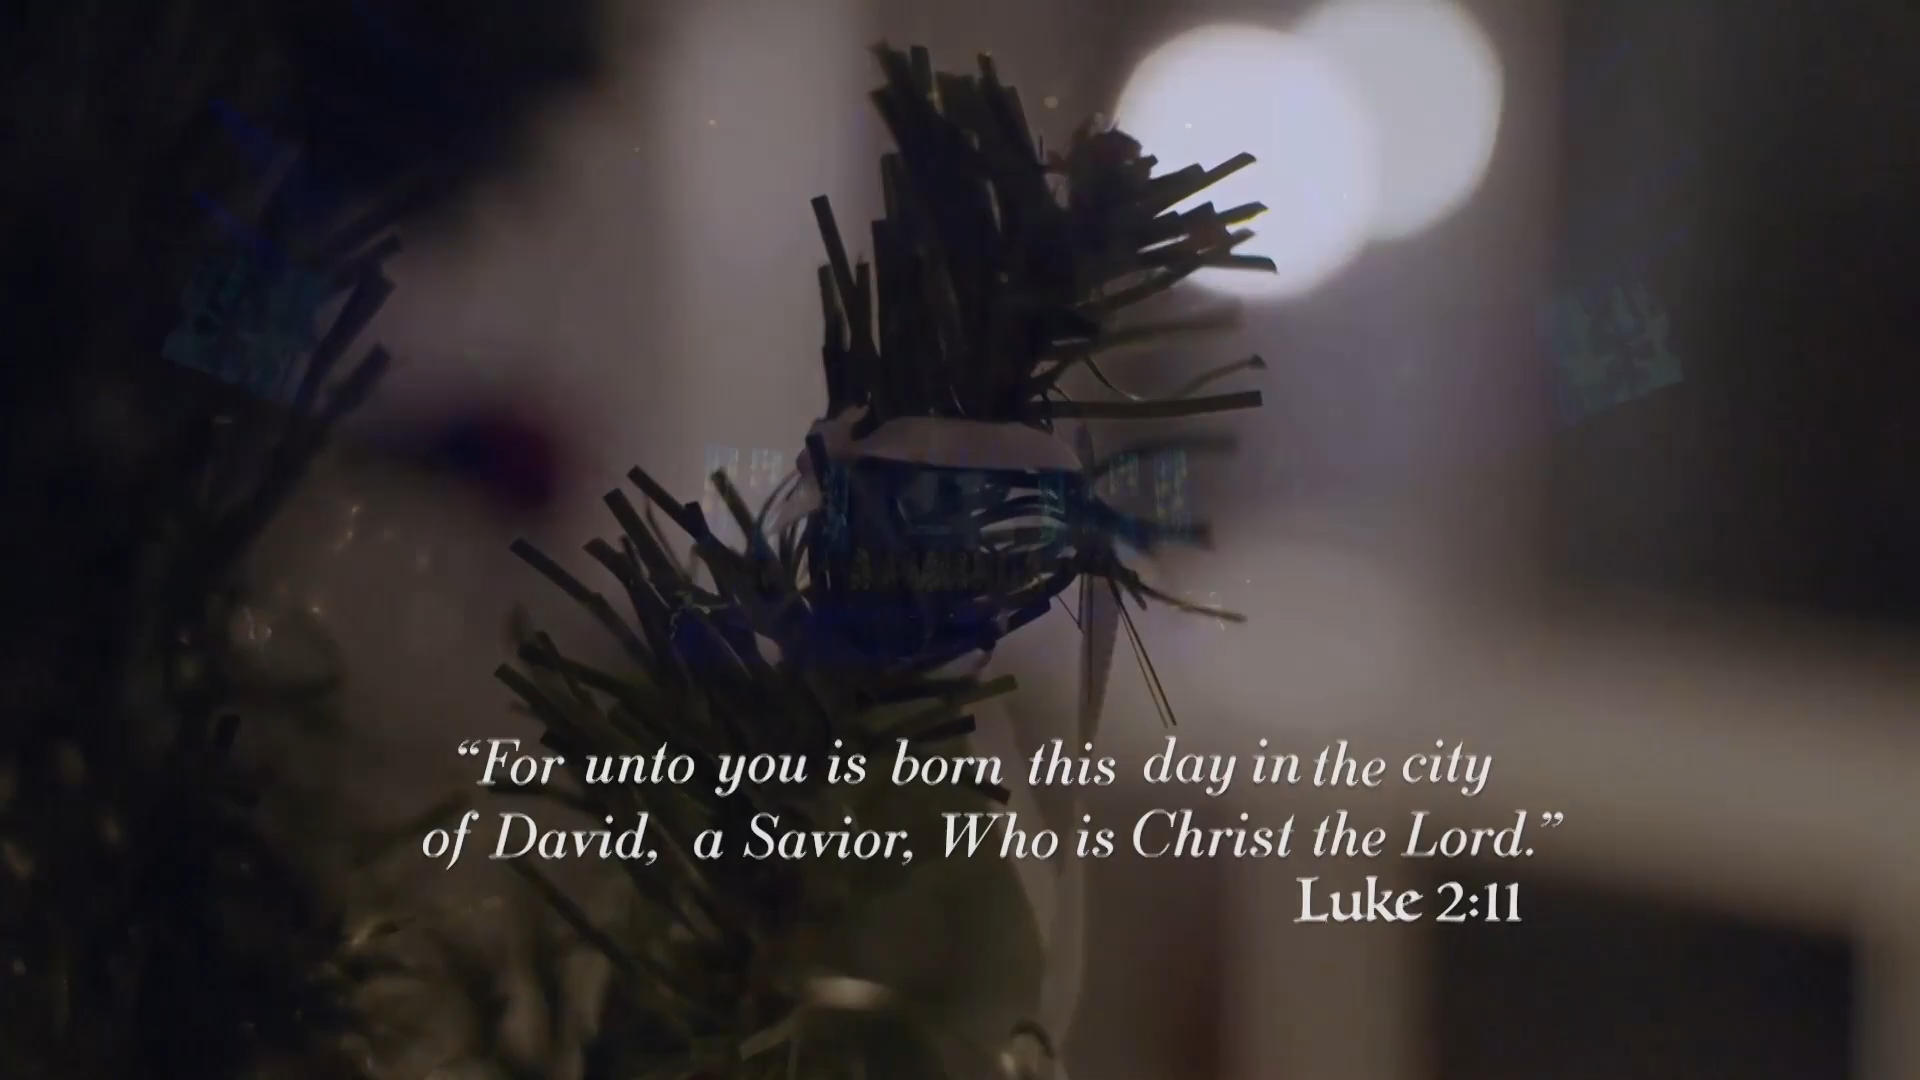 “For unto you is born this day in the city
of David, a Savior, Who is Christ the Lord.”
Luke 2:11